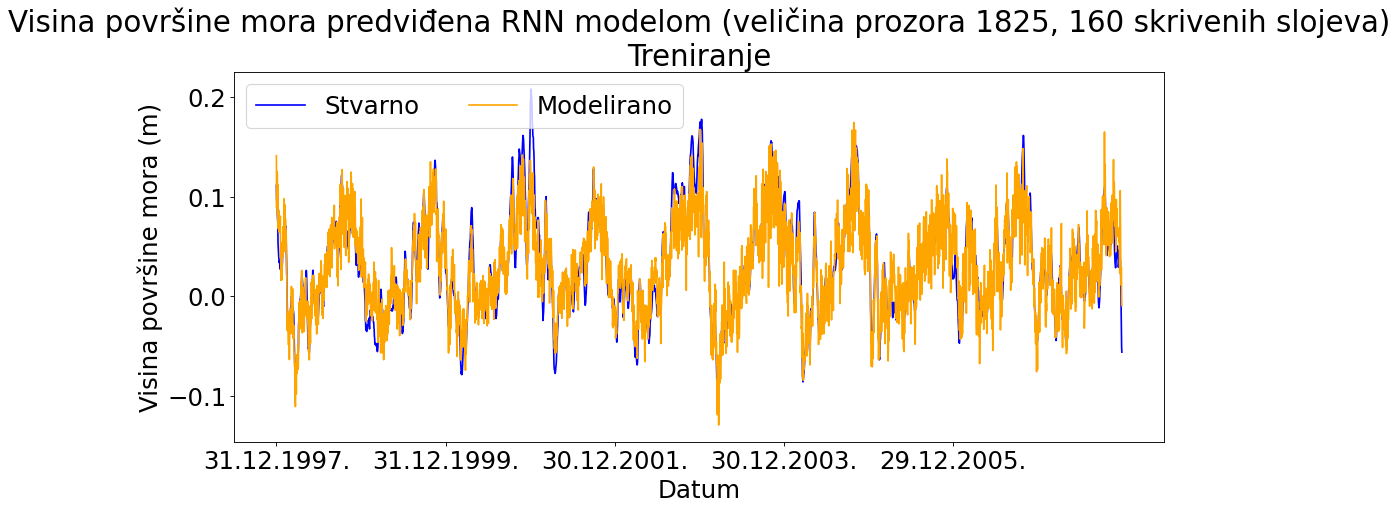 Visina površine mora predviđena RNN modelom (veličina prozora 1825, 160 skrivenih slojeva)
Treniranje
Stvarno Modelirano
Visina površine mora (m)
0.2
0.1
0.0
−0.1
31.12.1997. 31.12.1999. 30.12.2001. 30.12.2003. 29.12.2005.
Datum